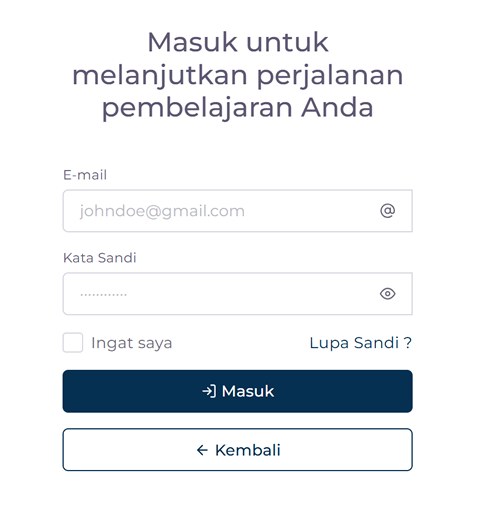 Masuk untuk
melanjutkan perjalanan
pembelajaran Anda
E-mail
johndoe@gmail.com
@
Kata Sandi
············
Ingat saya
Lupa Sandi ?
Masuk
Kembali